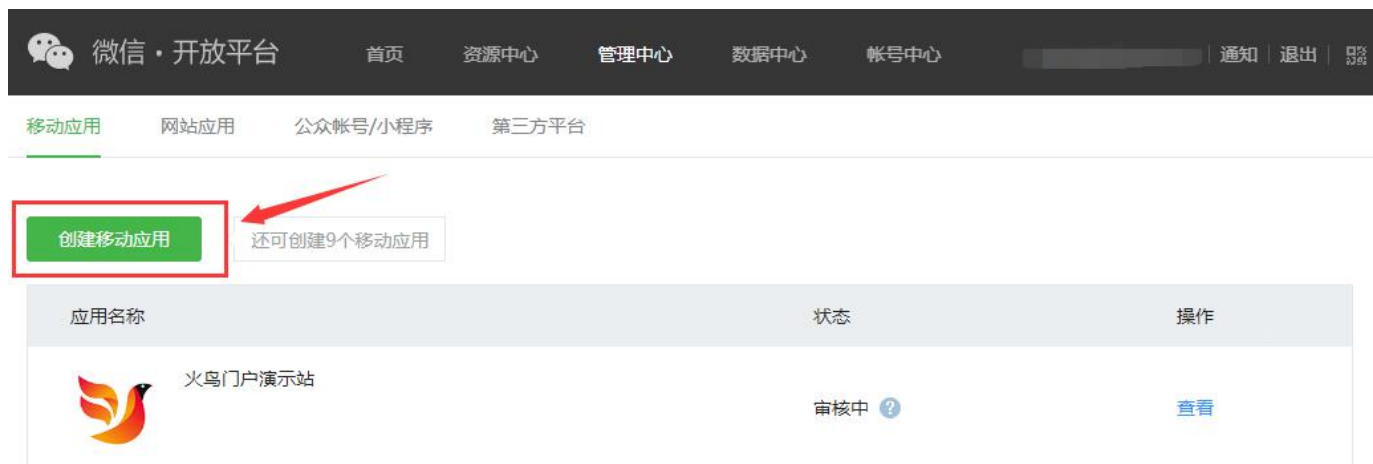 微信·开放平台 首页 资源中心 管理中心 数据中心 帐号中心 通知 退出
移动应用 网站应用 公众帐号/小程序 第三方平台
创建移动应用 还可创建9个移动应用
应用名称 状态 操作
火鸟门户演示站
审核中 ? 查看